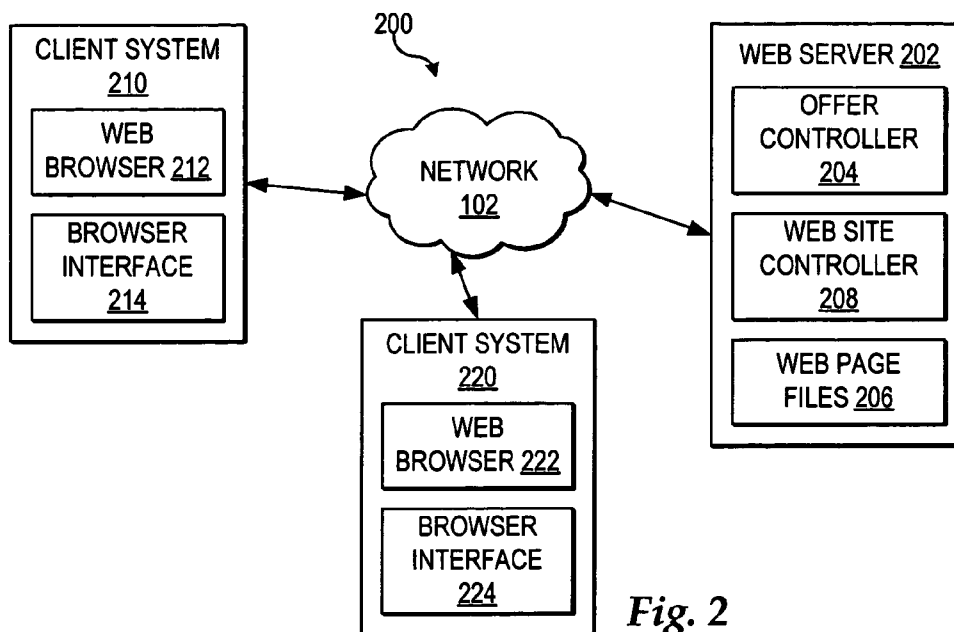 200
CLIENT SYSTEM
210
WEB
BROWSER 212
BROWSER
INTERFACE
214
NETWORK
102
WEB SERVER 202
OFFER
CONTROLLER
204
WEB SITE
CONTROLLER
208
WEB PAGE
FILES 206
CLIENT SYSTEM
220
WEB
BROWSER 222
BROWSER
INTERFACE
224
Fig. 2